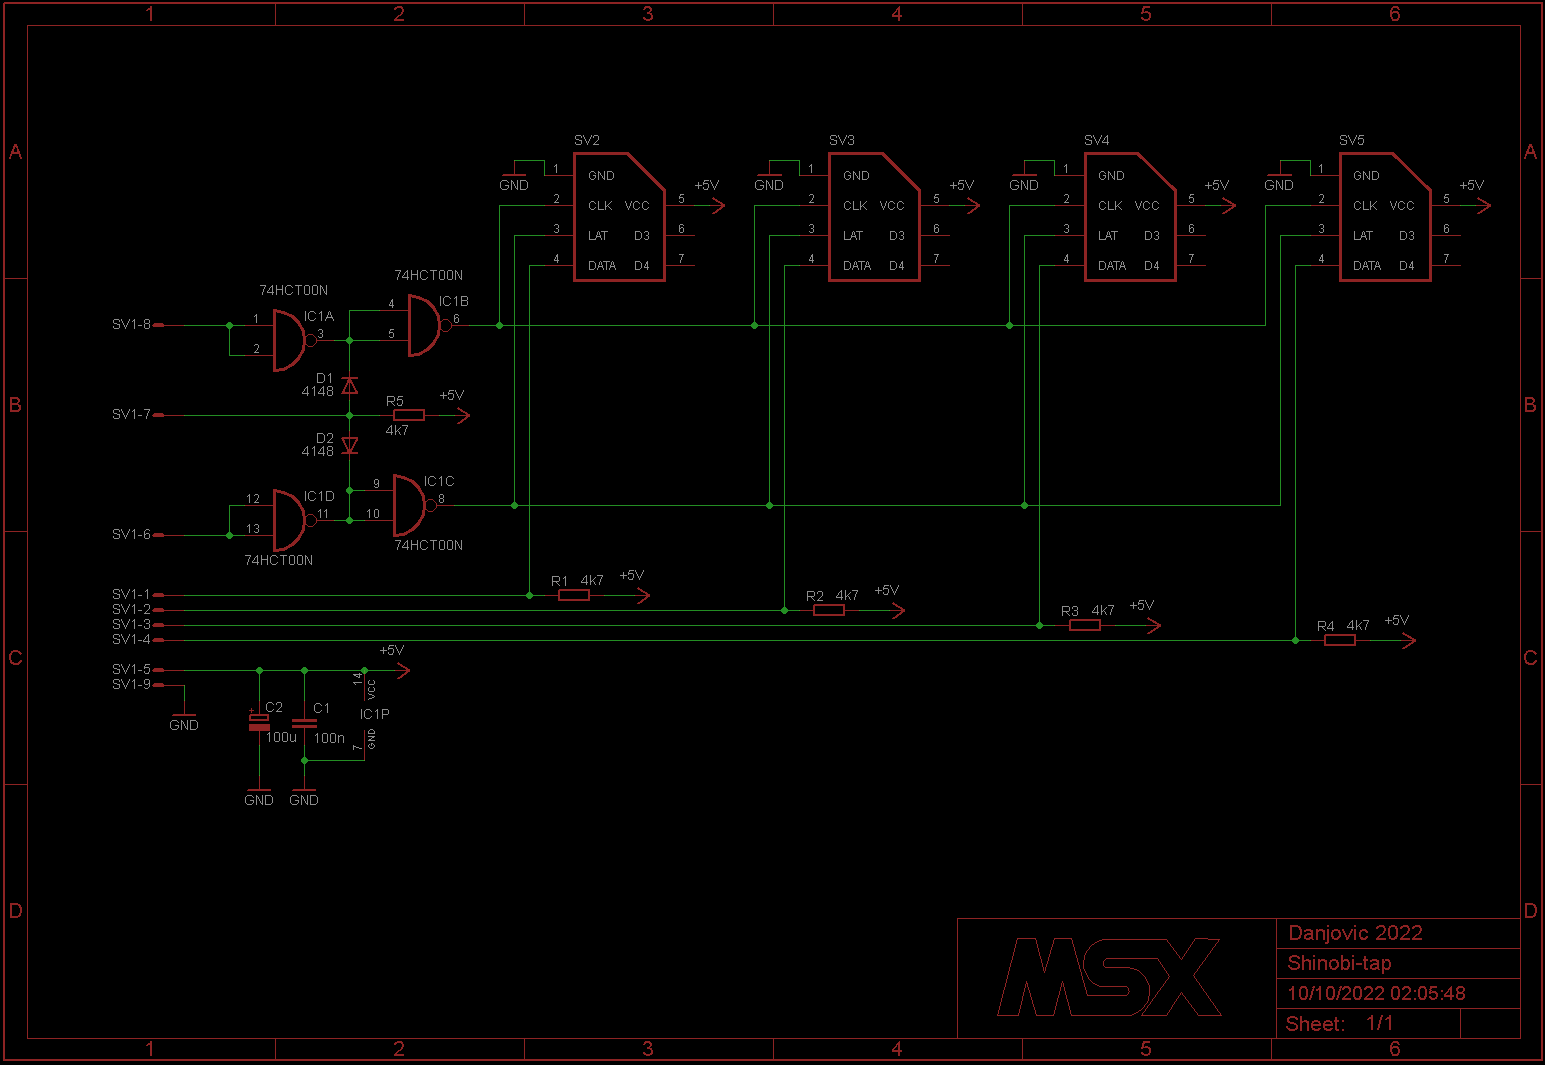 1 2 3 4 5 6
A A
SV2 SV3 SV4 SV5
1 GND 1 GND 1 GND 1 GND
GND +5V GND +5V GND +5V GND +5V
2 CLK VCC 5 2 CLK VCC 5 2 CLK VCC 5 2 CLK VCC 5
3 LAT D3 6 3 LAT D3 6 3 LAT D3 6 3 LAT D3 6
4 DATA D4 7 4 DATA D4 7 4 DATA D4 7 4 DATA D4 7
74HCT00N
74HCT00N
4 IC1B
SV1-8 1 IC1A 6
3 5
2
D1
4148
B B
R5 +5V
SV1-7
4k7
D2
4148
9 IC1C
12 IC1D 8
11 10
13
SV1-6
74HCT00N
74HCT00N
R1 4k7 +5V
SV1-1
R2 4k7 +5V
SV1-2
R3 4k7 +5V
SV1-3
R4 4k7 +5V
SV1-4
C C
+5V
SV1-5
SV1-9
14 VCC
+ C2 C1 IC1P
GND
100u 100n 7 GND
GND GND
D D
MSX
Danjovic 2022
Shinobi-tap
10/10/2022 02:05:48
Sheet: 1/1
1 2 3 4 5 6